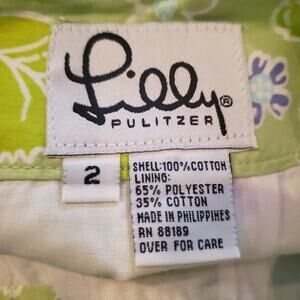 Lilly®
PULITZER
2
SHELL:100%COTTON
LINING:
65% POLYESTER
35% COTTON
MADE IN PHILIPPINES
RN 88189
OVER FOR CARE